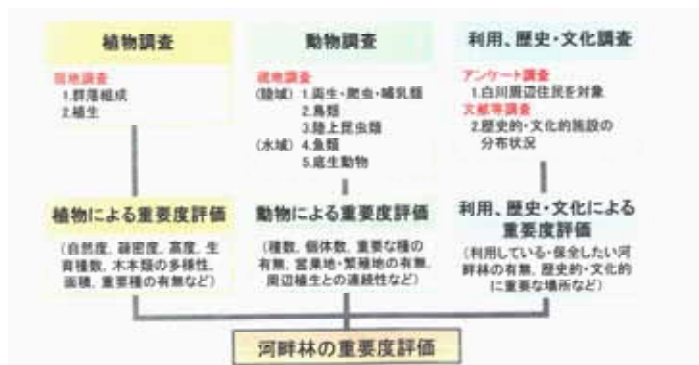 植物調査
現地調査
1.群落組成
2.植生
植物による重要度評価
(自然度, 疎密度, 高度, 生
育種数, 木本類の多様性,
面積, 重要種の有無など)
動物調査
現地調査
(陸域) 1.両生・爬虫・哺乳類
2.鳥類
3.陸上昆虫類
(水域) 4.魚類
5.底生動物
動物による重要度評価
(種数, 個体数, 重要な種の
有無, 営巣地・繁殖地の有無,
周辺植生との連続性など)
利用、歴史・文化調査
アンケート調査
1.白川周辺住民を対象
文献等調査
2.歴史的・文化的施設の
分布状況
利用、歴史・文化による
重要度評価
(利用している・保全したい河
畔林の有無, 歴史的・文化的
に重要な場所など)
河畔林の重要度評価